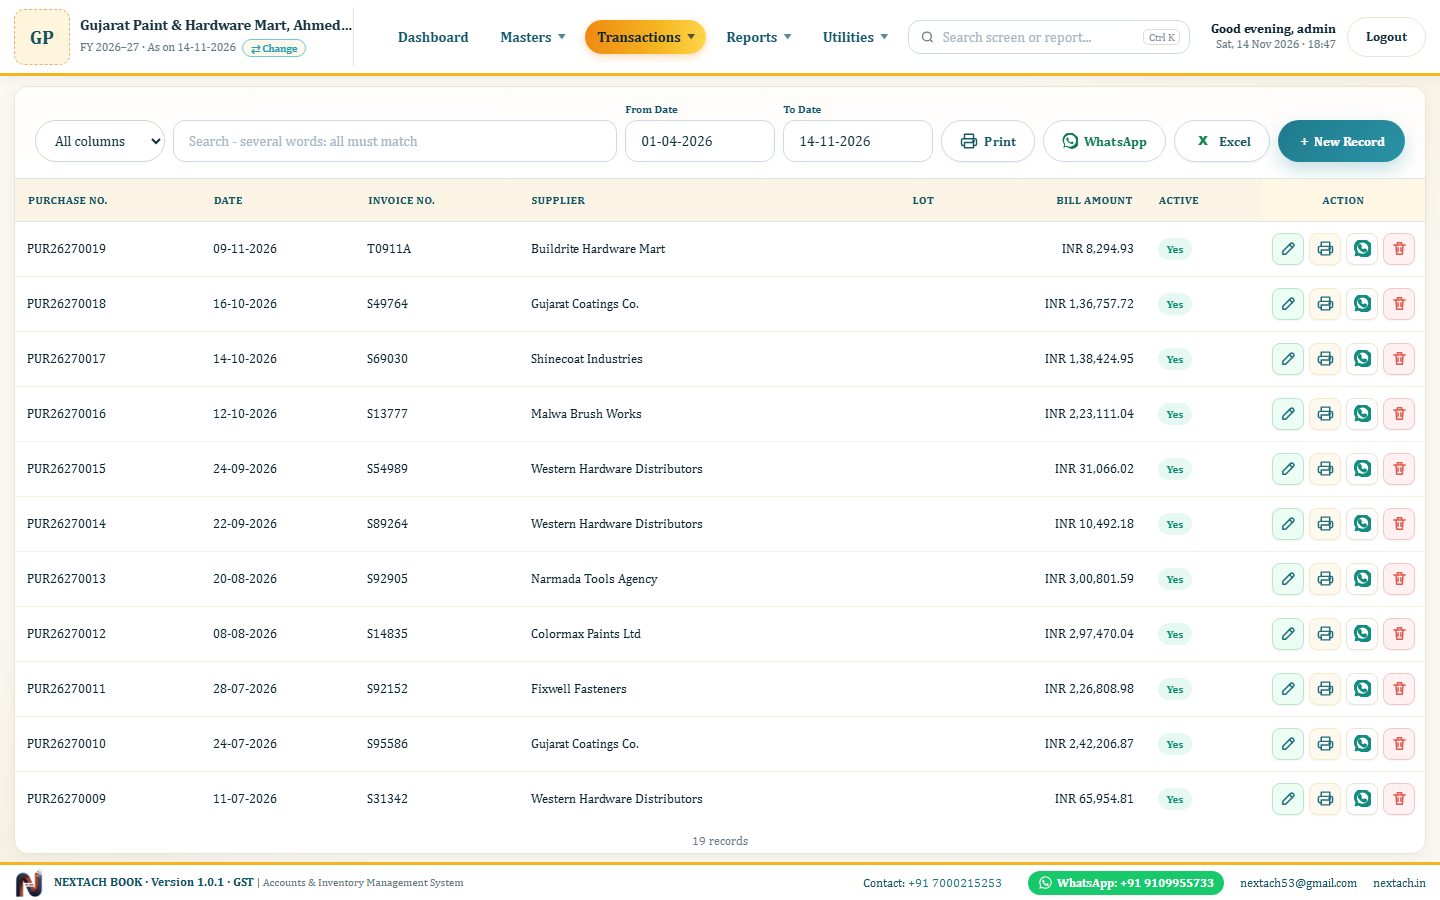 GP
Gujarat Paint & Hardware Mart, Ahmed...
FY 2026–27 · As on 14-11-2026 ⇄ Change
Dashboard
Masters
Transactions
Reports
Utilities
Search screen or report... Ctrl K
Good evening, admin
Sat, 14 Nov 2026 · 18:47
Logout
From Date To Date
All columns Search - several words: all must match 01-04-2026 14-11-2026 Print WhatsApp X Excel + New Record
PURCHASE NO. DATE INVOICE NO. SUPPLIER LOT BILL AMOUNT ACTIVE ACTION
PUR26270019 09-11-2026 T0911A Buildrite Hardware Mart INR 8,294.93 Yes
PUR26270018 16-10-2026 S49764 Gujarat Coatings Co. INR 1,36,757.72 Yes
PUR26270017 14-10-2026 S69030 Shinecoat Industries INR 1,38,424.95 Yes
PUR26270016 12-10-2026 S13777 Malwa Brush Works INR 2,23,111.04 Yes
PUR26270015 24-09-2026 S54989 Western Hardware Distributors INR 31,066.02 Yes
PUR26270014 22-09-2026 S89264 Western Hardware Distributors INR 10,492.18 Yes
PUR26270013 20-08-2026 S92905 Narmada Tools Agency INR 3,00,801.59 Yes
PUR26270012 08-08-2026 S14835 Colormax Paints Ltd INR 2,97,470.04 Yes
PUR26270011 28-07-2026 S92152 Fixwell Fasteners INR 2,26,808.98 Yes
PUR26270010 24-07-2026 S95586 Gujarat Coatings Co. INR 2,42,206.87 Yes
PUR26270009 11-07-2026 S31342 Western Hardware Distributors INR 65,954.81 Yes
19 records
N NEXTACH BOOK · Version 1.0.1 · GST | Accounts & Inventory Management System Contact: +91 7000215253 WhatsApp: +91 9109955733 nextach53@gmail.com nextach.in